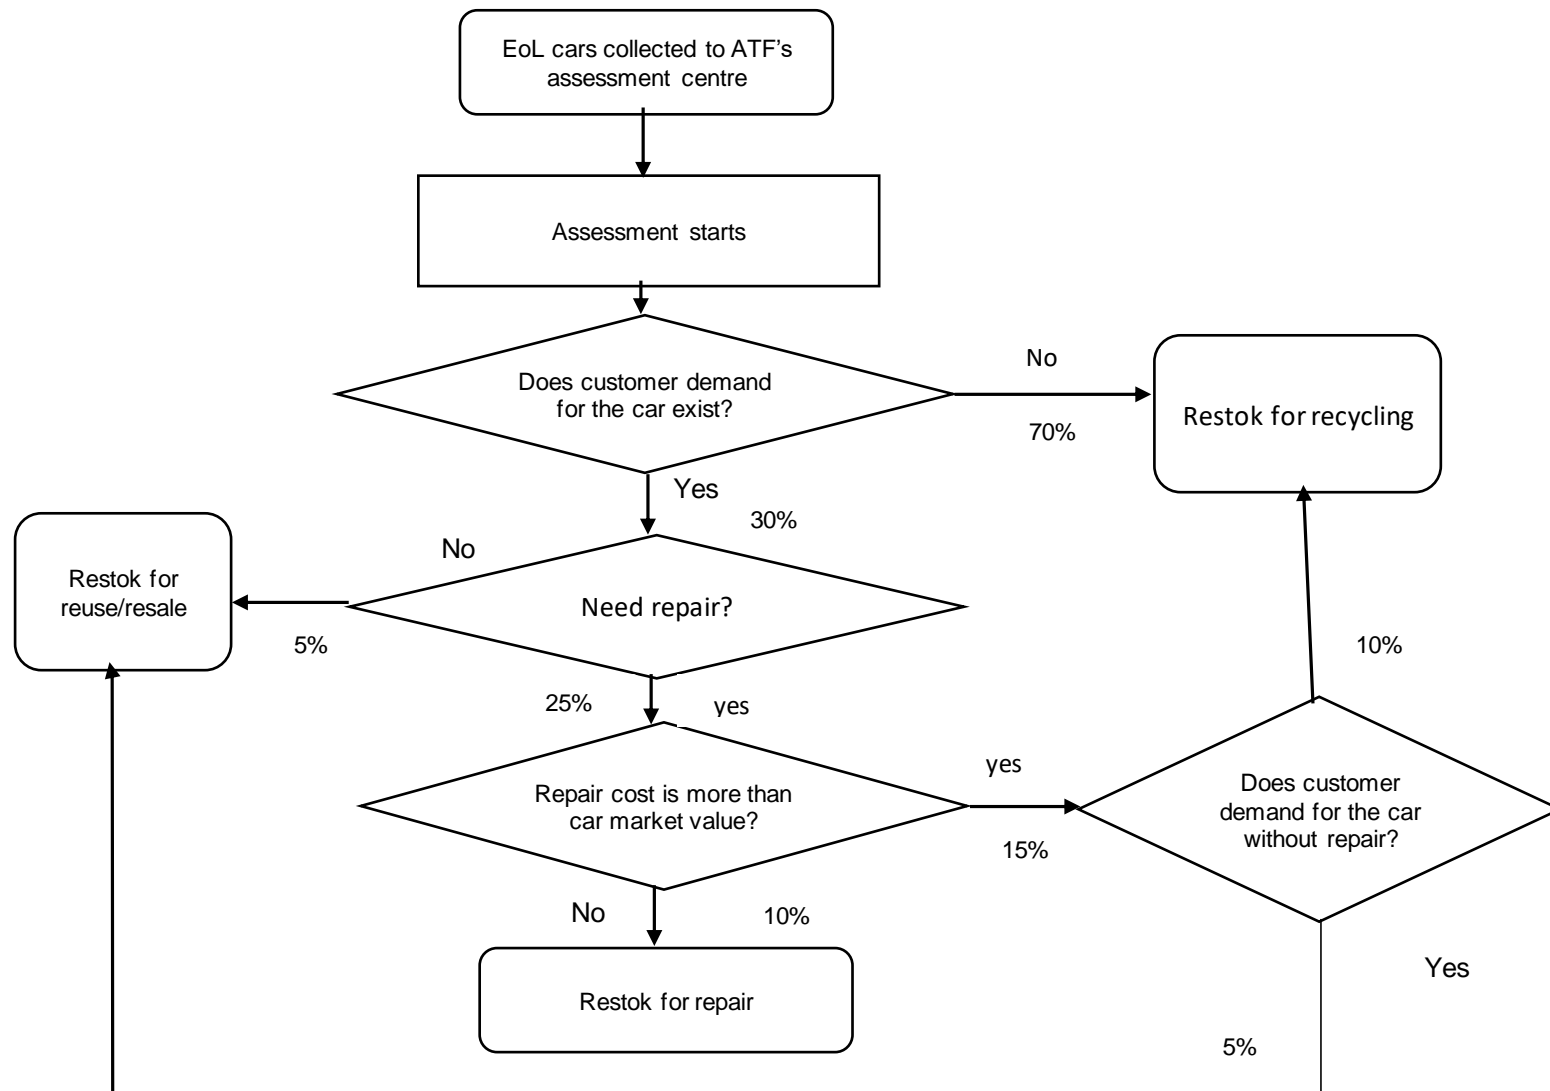 EoL cars collected to ATF's
assessment centre
Assessment starts
Does customer demand
for the car exist?
No
70%
Restok for recycling
Yes
30%
No
Restok for
reuse/resale
5%
Need repair?
25%
yes
10%
Repair cost is more than
car market value?
yes
15%
Does customer
demand for the car
without repair?
No
10%
Restok for repair
Yes
5%